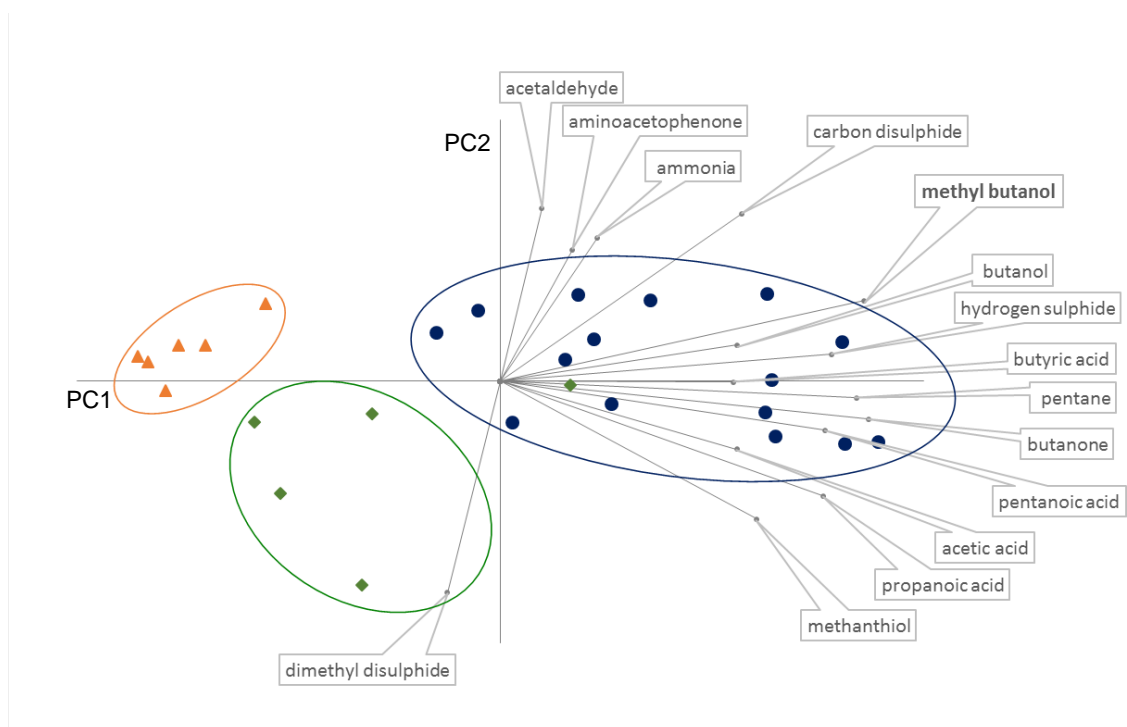 acetaldehyde
aminoacetophenone
carbon disulphide
PC2
ammonia
methyl butanol
butanol
hydrogen sulphide
butyric acid
PC1
pentane
butanone
pentanoic acid
acetic acid
propanoic acid
methanthiol
dimethyl disulphide